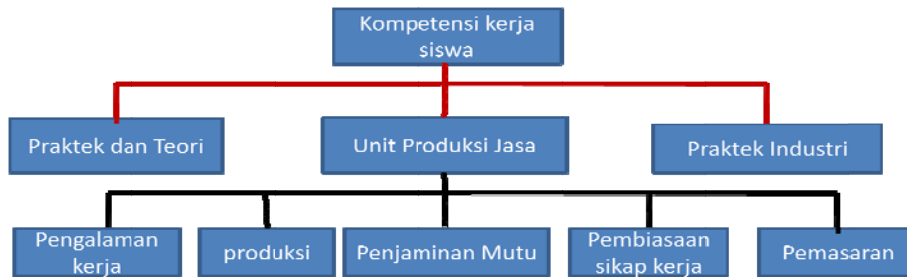 Kompetensi kerja
siswa
Praktek dan Teori
Unit Produksi Jasa
Praktek Industri
Pengalaman
kerja
produksi
Penjaminan Mutu
Pembiasaan
sikap kerja
Pemasaran